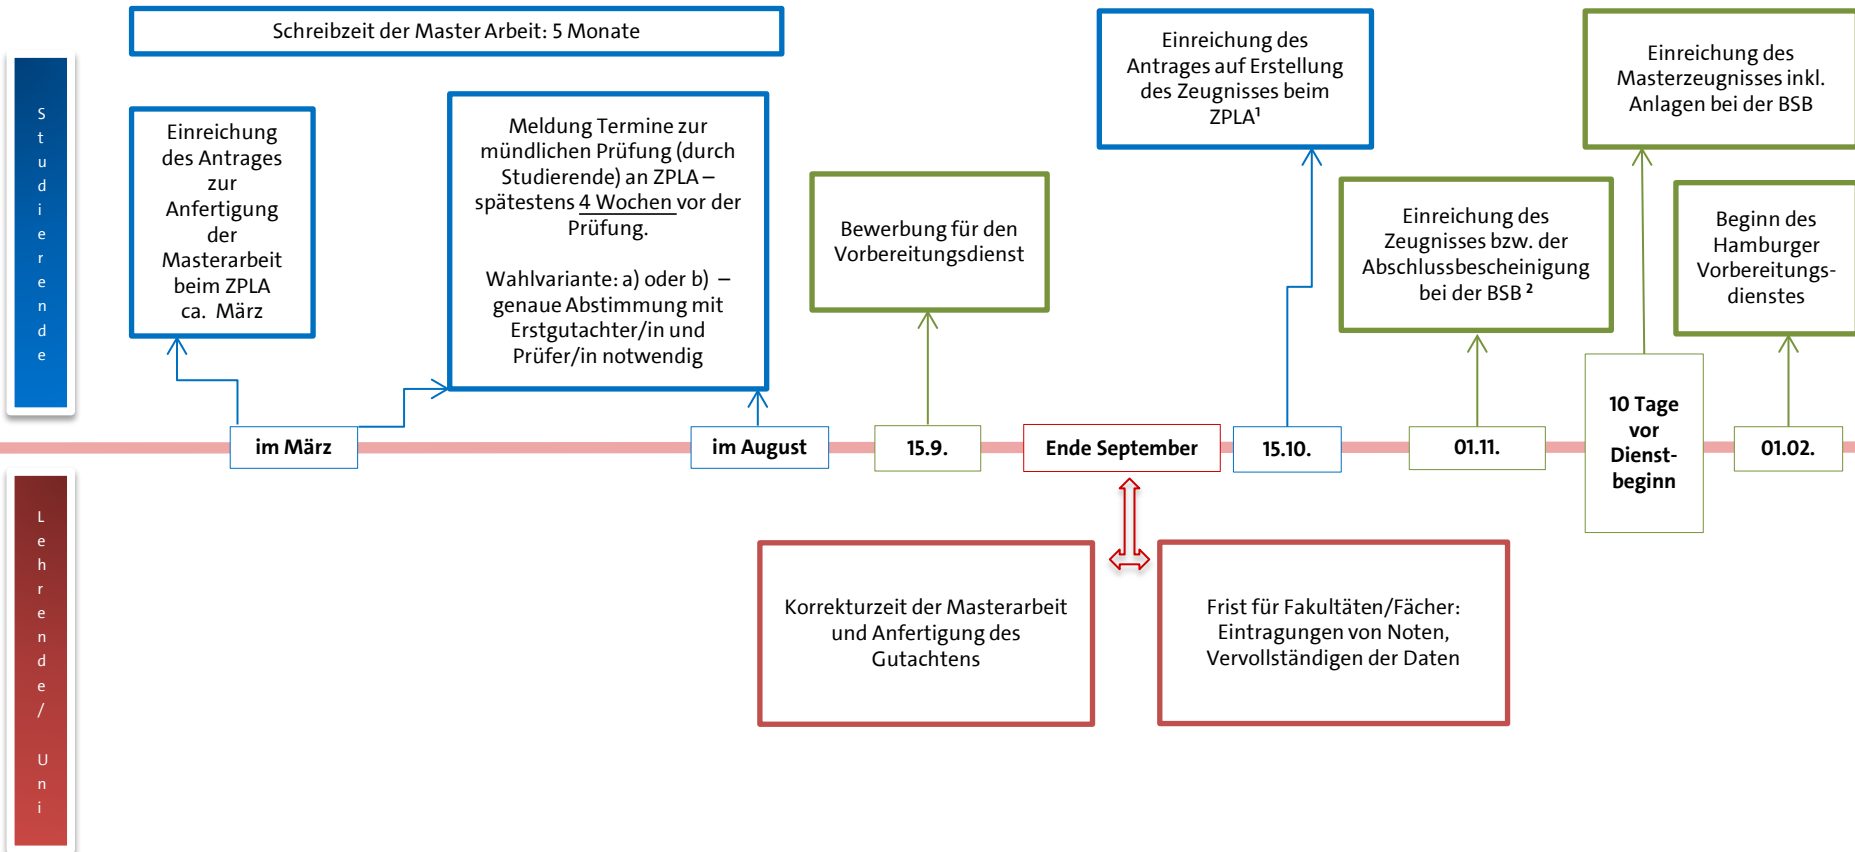 Schreibzeit der Master Arbeit: 5 Monate
Studierende
Einreichung
des Antrages
zur
Anfertigung
der
Masterarbeit
beim ZPLA
ca.  März
Meldung Termine zur
mündlichen Prüfung (durch
Studierende) an ZPLA –
spätestens 4 Wochen vor der
Prüfung.
Wahlvariante: a) oder b)  –
genaue Abstimmung mit
Erstgutachter/in und
Prüfer/in notwendig
Bewerbung für den
Vorbereitungsdienst
Einreichung des
Antrages auf Erstellung
des Zeugnisses beim
ZPLA¹
Einreichung des
Zeugnisses bzw. der
Abschlussbescheinigung
bei der BSB ²
Einreichung des
Masterzeugnisses inkl.
Anlagen bei der BSB
Beginn des
Hamburger
Vorbereitungs-
dienstes
im März
im August
15.9.
Ende September
15.10.
01.11.
10 Tage
vor
Dienst-
beginn
01.02.
Lehrende/ Uni
Korrekturzeit der Masterarbeit
und Anfertigung des
Gutachtens
Frist für Fakultäten/Fächer:
Eintragungen von Noten,
Vervollständigen der Daten